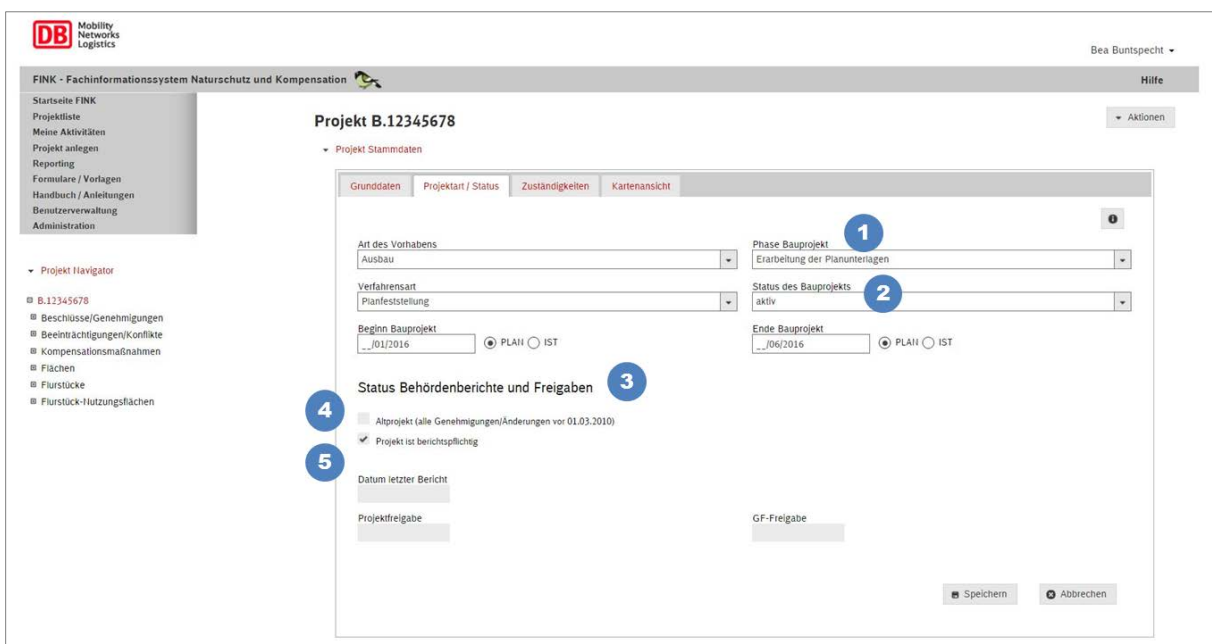 DB
Mobility
Networks
Logistics
Bea Buntspecht
FINK - Fachinformationssystem Naturschutz und Kompensation
Hilfe
Startseite FINK
Projektliste
Meine Aktivitäten
Projekt anlegen
Reporting
Formulare / Vorlagen
Handbuch / Anleitungen
Benutzerverwaltung
Administration
Projekt Navigator
B.12345678
Beschlüsse/Genehmigungen
Beeinträchtigungen/Konflikte
Kompensationsmaßnahmen
Flächen
Flurstücke
Flurstück-Nutzungsflächen
Projekt B.12345678
Aktionen
Projekt Stammdaten
Grunddaten Projektart / Status Zuständigkeiten Kartenansicht
1
Art des Vorhabens
Ausbau
Phase Bauprojekt
Erarbeitung der Planunterlagen
2
Verfahrensart
Planfeststellung
Status des Bauprojekts
aktiv
Beginn Bauprojekt
__/01/2016 PLAN IST
Ende Bauprojekt
__/06/2016 PLAN IST
Status Behördenberichte und Freigaben
3
4
Altprojekt (alle Genehmigungen/Änderungen vor 01.03.2010)
Projekt ist berichtspflichtig
5
Datum letzter Bericht
Projektfreigabe
GF-Freigabe
Speichern Abbrechen